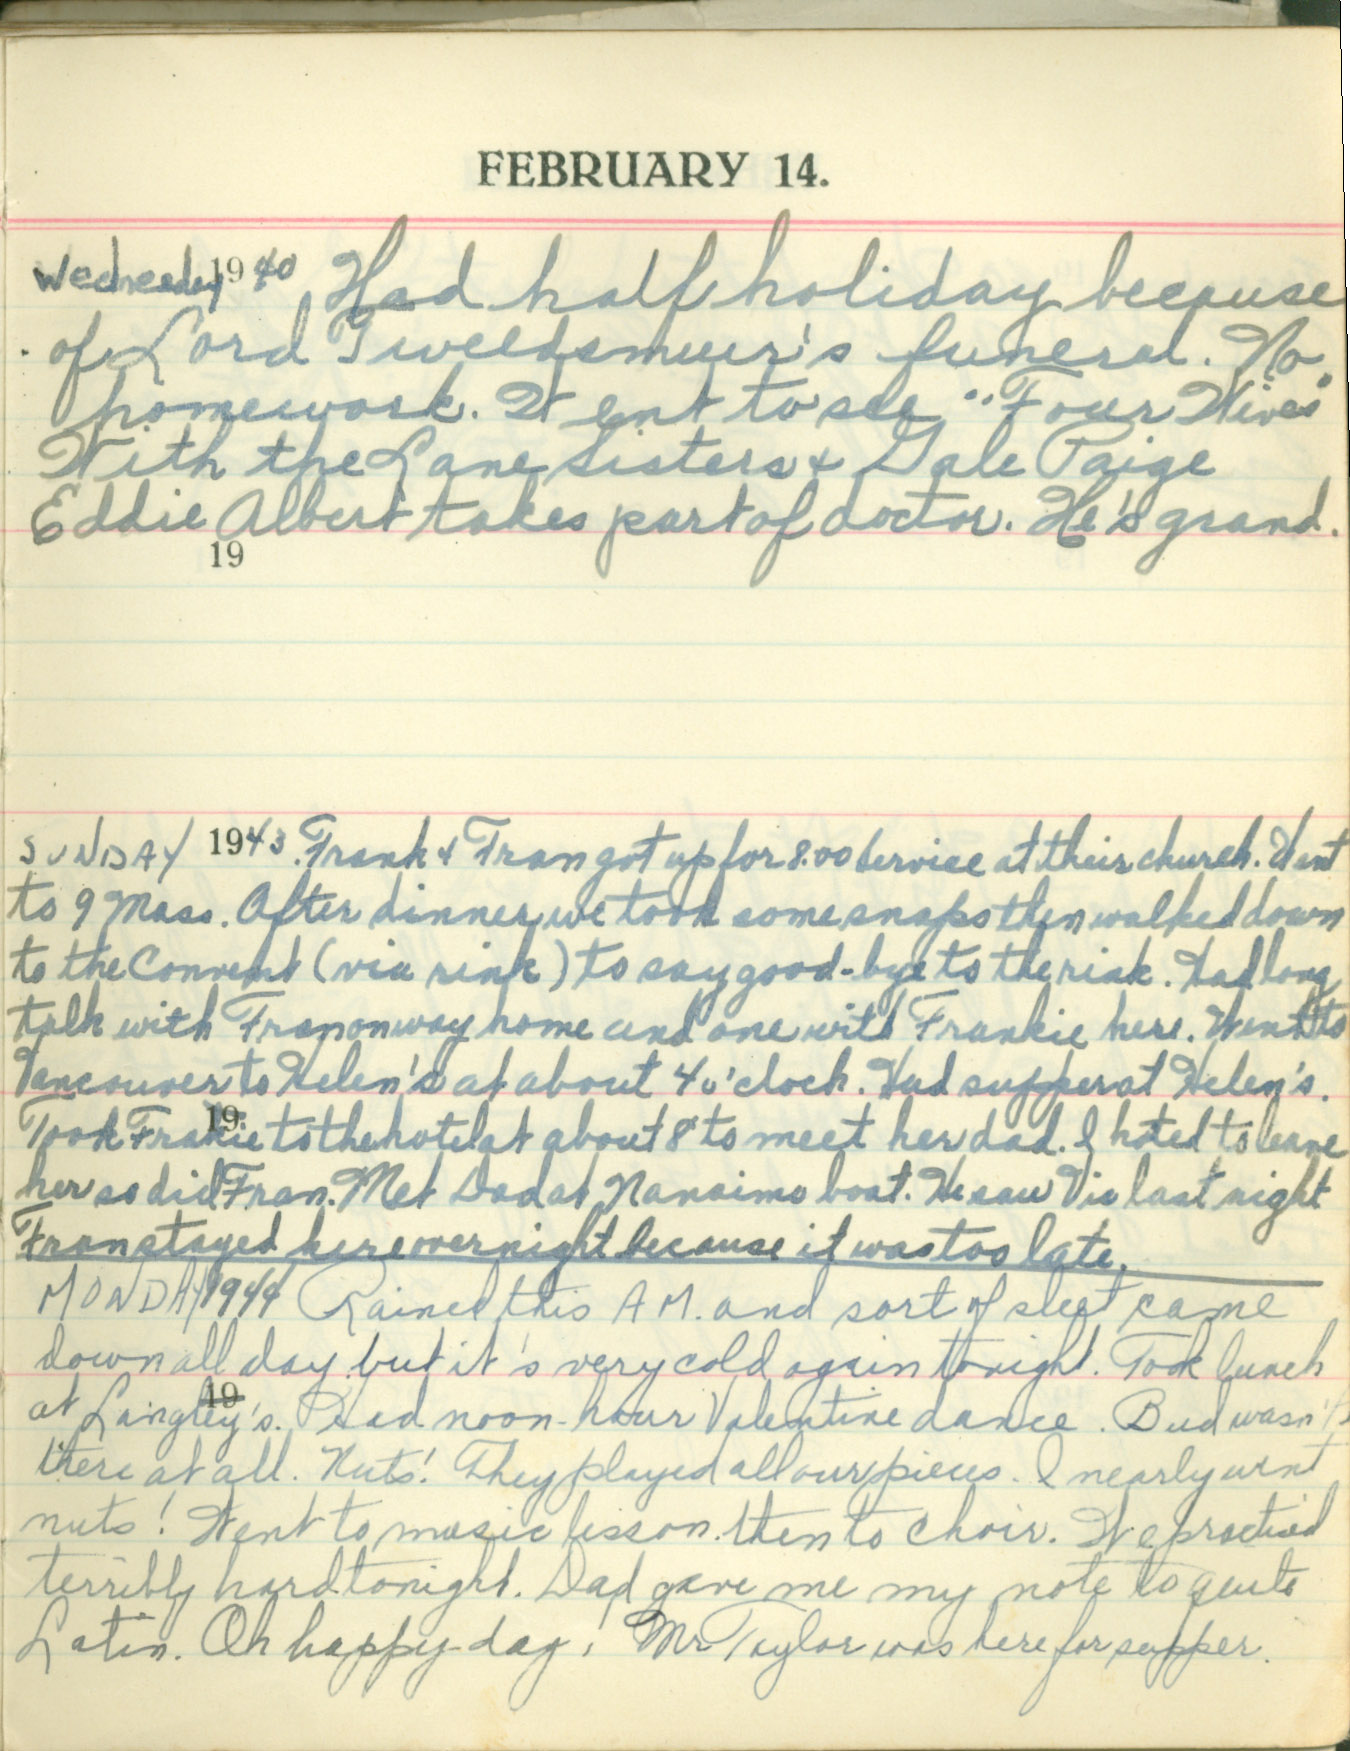 FEBRUARY 14.
Wednesday 1940 Had half holiday because
of Lord Tweedsmuir's funeral. No
homework. Went to see "Four Wives"
With the Lane Sisters & Gale Paige
Eddie Albert takes part of doctor. He's grand.
19
SUNDAY 1943. Frank & Fran got up for 8.00 Service at their church. Went
to 9 Mass. After dinner we took some snaps then walked down
to the Convent (via rink) to say good-bye to the rink. Had long
talk with Fran on way home and one with Frankie here. Went to
Vancouver to Helen's at about 4 o'clock. Had supper at Helen's.
19
Took Frankie to the hotel at about 8 to meet her dad. I hated to leave
her so did Fran. Met Dad at Nanaimo boat. He saw Vic last night
Fran stayed here overnight because it was too late.
MONDAY 1944 Rained this A.M. and sort of sleet came
down all day but it's very cold again tonight. Took lunch
19
at Langley's. Had noon-hour Valentine dance. Bud wasn't
there at all. Nuts! They played all our pieces. I nearly went
nuts! Went to music lesson. then to choir. We practised
terribly hard tonight. Dad gave me my note to quit
Latin. Oh happy day! Mr Taylor was here for supper.